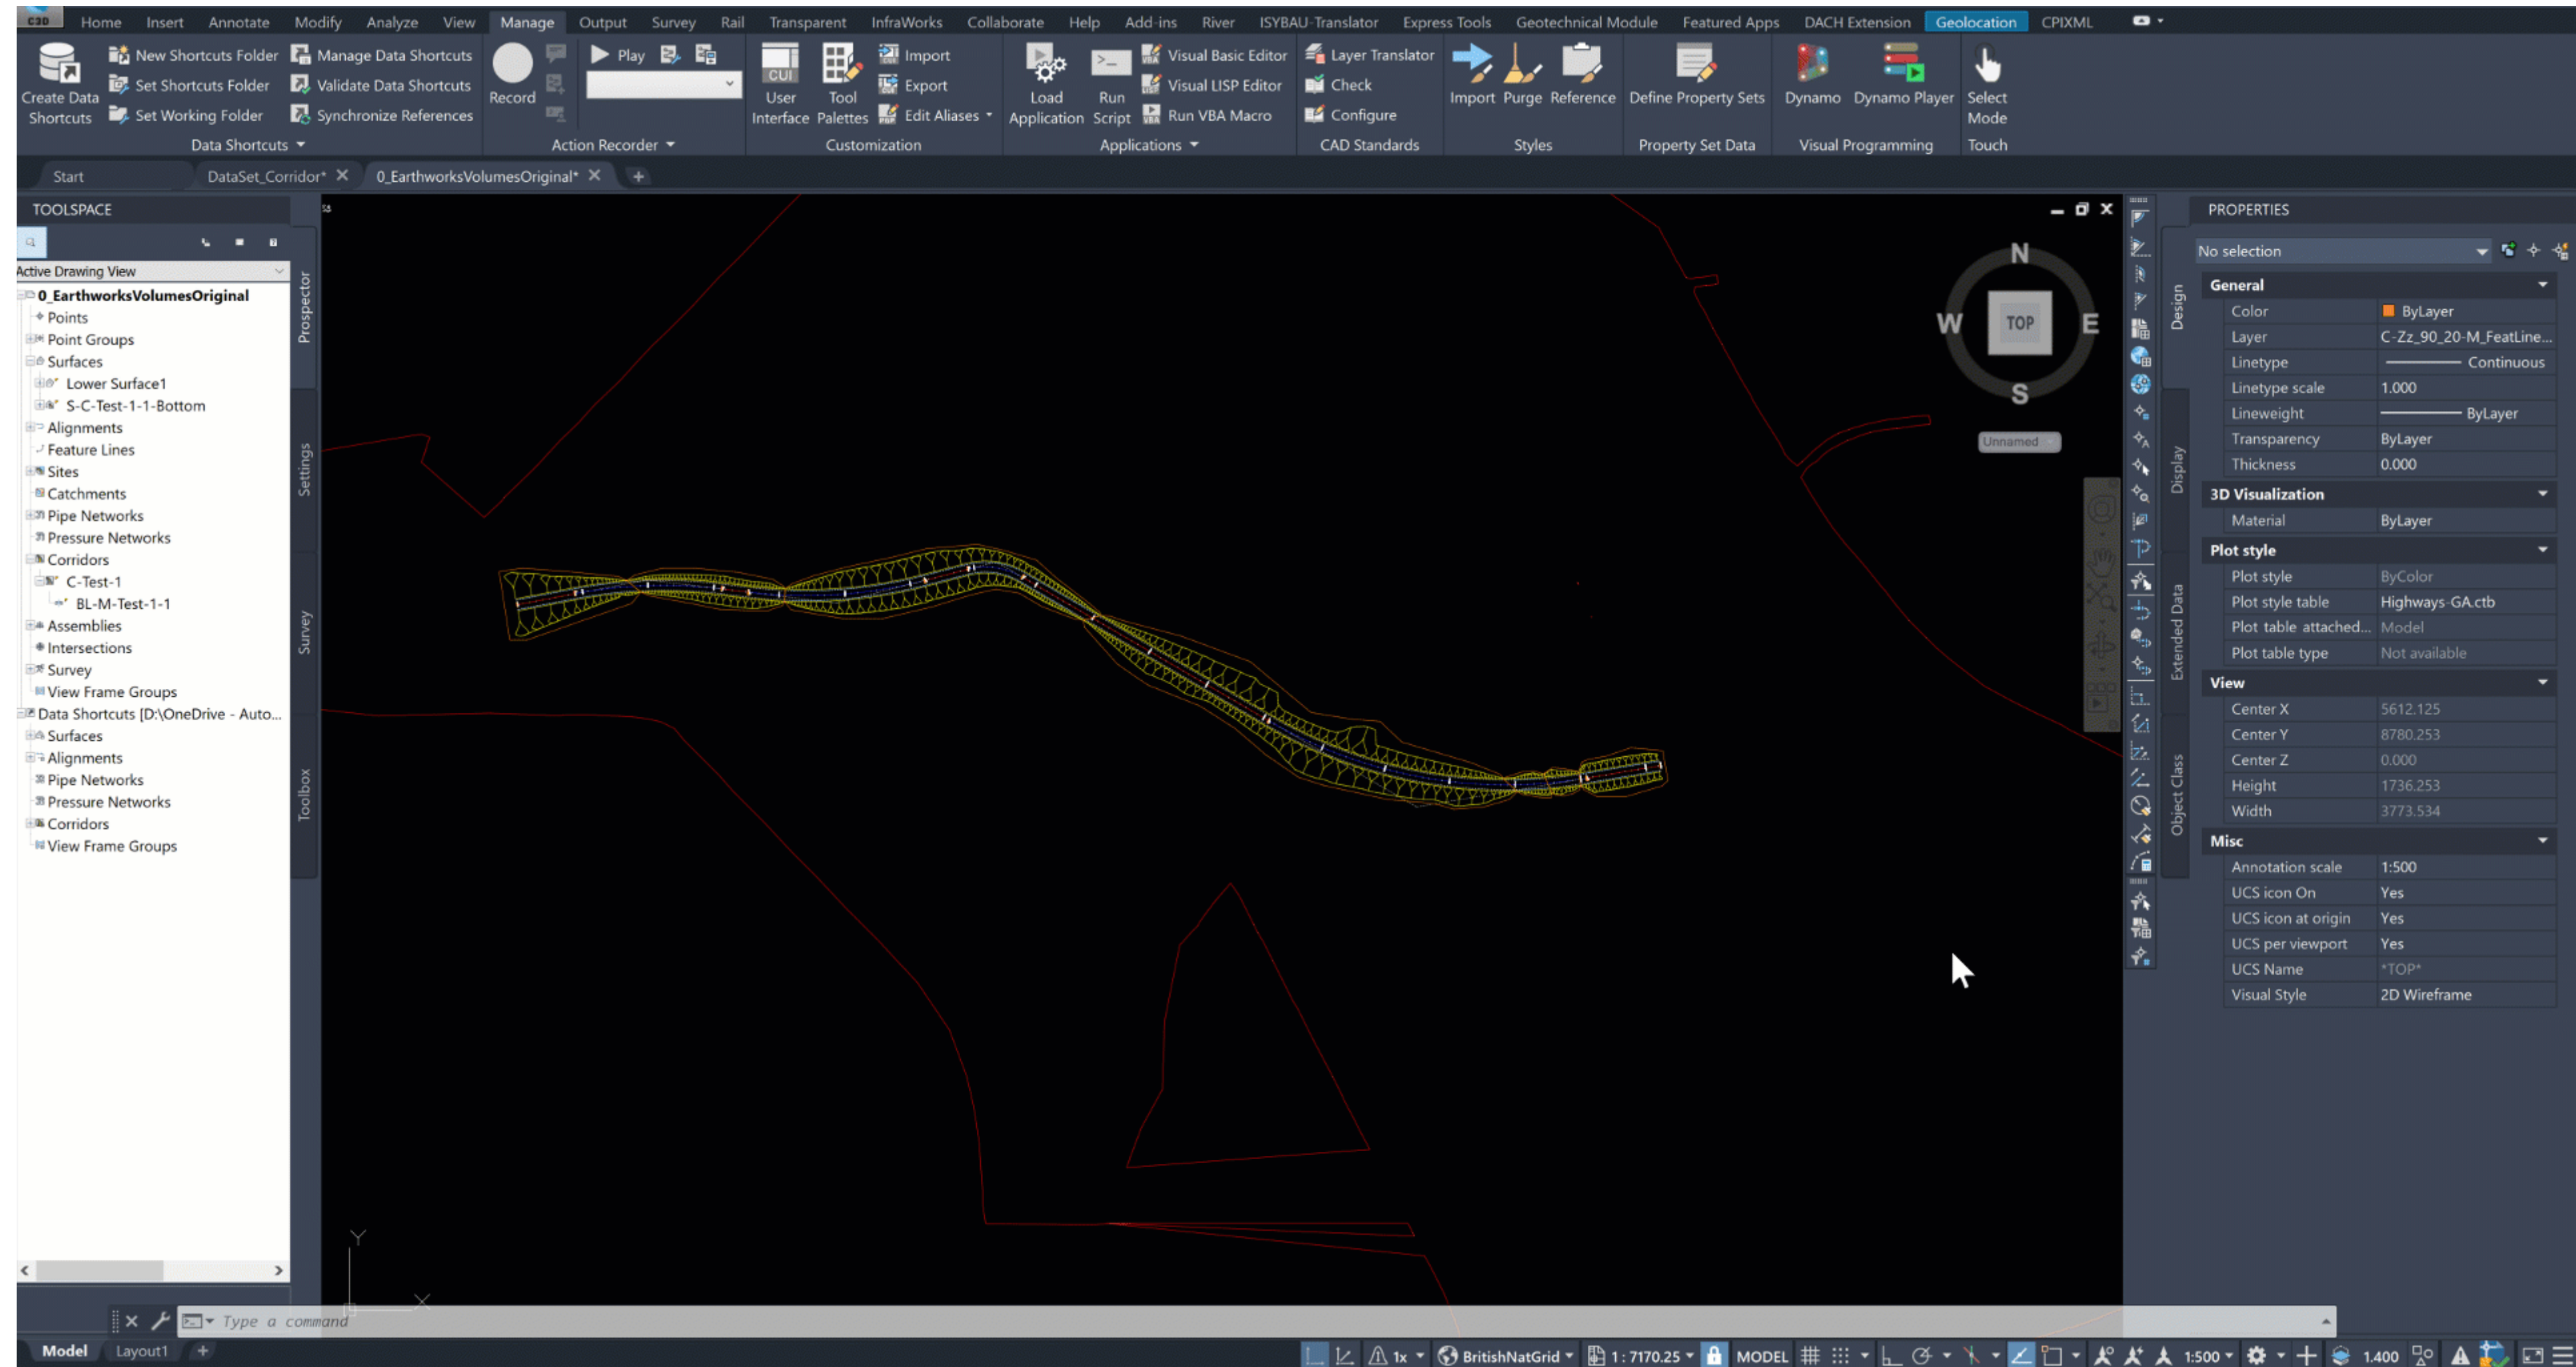 C3D
Home Insert Annotate Modify Analyze View Manage Output Survey Rail Transparent InfraWorks Collaborate Help Add-ins River ISYBAU-Translator Express Tools Geotechnical Module Featured Apps DACH Extension Geolocation CPIXML
Create Data Shortcuts
New Shortcuts Folder
Set Shortcuts Folder
Set Working Folder
Manage Data Shortcuts
Validate Data Shortcuts
Synchronize References
Data Shortcuts
Record
Play
Action Recorder
CUI
User Interface
Tool Palettes
Import
Export
Edit Aliases
Customization
Load Application
Run Script
Visual Basic Editor
Visual LISP Editor
Run VBA Macro
Applications
Layer Translator
Check
Configure
CAD Standards
Import Purge Reference
Styles
Define Property Sets
Property Set Data
Dynamo Dynamo Player
Visual Programming
Select Mode
Touch
Start DataSet_Corridor* 0_EarthworksVolumesOriginal*
TOOLSPACE
Active Drawing View
0_EarthworksVolumesOriginal
Points
Point Groups
Surfaces
Lower Surface1
S-C-Test-1-1-Bottom
Alignments
Feature Lines
Sites
Catchments
Pipe Networks
Pressure Networks
Corridors
C-Test-1
BL-M-Test-1-1
Assemblies
Intersections
Survey
View Frame Groups
Data Shortcuts [D:\OneDrive - Auto...
Surfaces
Alignments
Pipe Networks
Pressure Networks
Corridors
View Frame Groups
Prospector
Settings
Survey
Toolbox
N
W TOP E
S
Unnamed
Y
X
Design
Display
Extended Data
Object Class
PROPERTIES
No selection
General
Color ByLayer
Layer C-Zz_90_20-M_FeatLine...
Linetype Continuous
Linetype scale 1.000
Lineweight ByLayer
Transparency ByLayer
Thickness 0.000
3D Visualization
Material ByLayer
Plot style
Plot style ByColor
Plot style table Highways-GA.ctb
Plot table attached... Model
Plot table type Not available
View
Center X 5612.125
Center Y 8780.253
Center Z 0.000
Height 1736.253
Width 3773.534
Misc
Annotation scale 1:500
UCS icon On Yes
UCS icon at origin Yes
UCS per viewport Yes
UCS Name *TOP*
Visual Style 2D Wireframe
Type a command
Model Layout1
1x BritishNatGrid 1 : 7170.25 MODEL 1:500 1.400